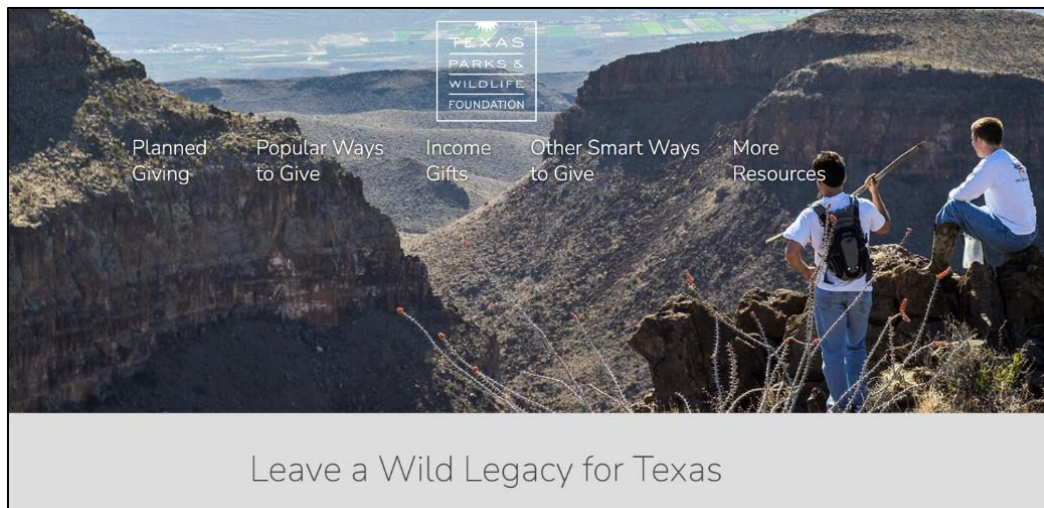 TEXAS
PARKS &
WILDLIFE
FOUNDATION
Planned
Giving
Popular Ways
to Give
Income
Gifts
Other Smart Ways
to Give
More
Resources
Leave a Wild Legacy for Texas